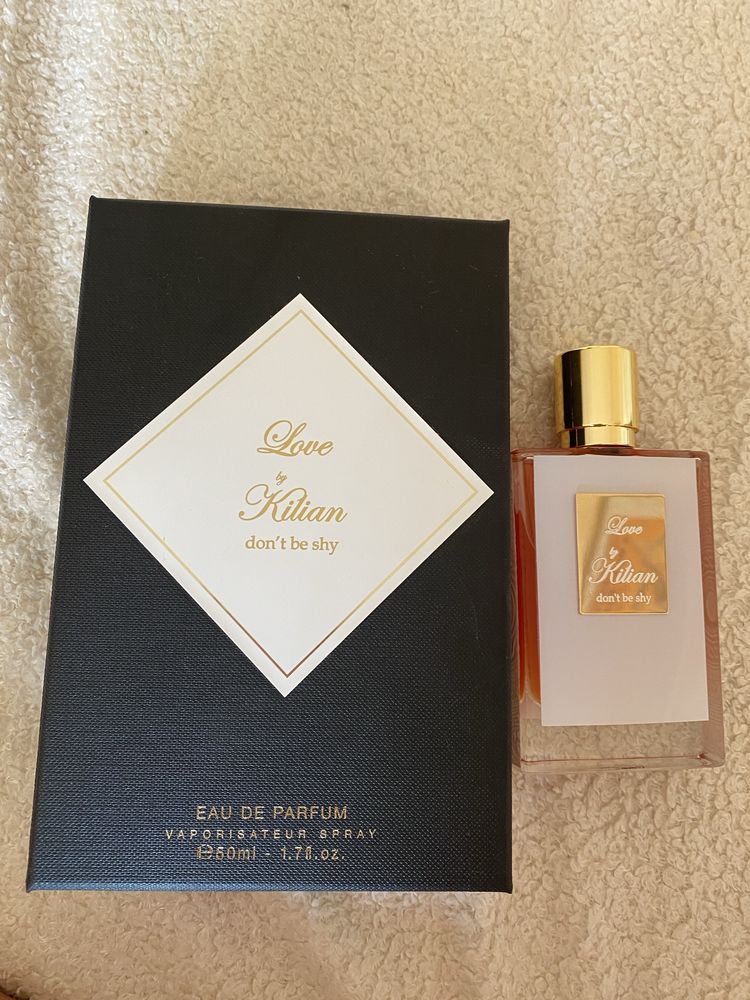 Love
by
Kilian
don't be shy
EAU DE PARFUM
VAPORISATEUR SPRAY
℮50ml - 1.7fl.oz.
Love
by
Kilian
don't be shy